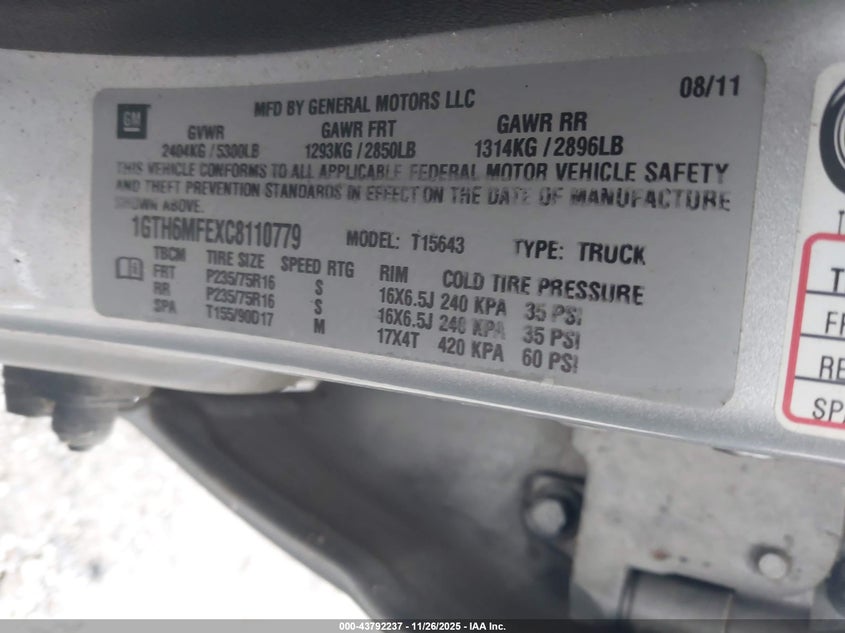 GM
MFD BY GENERAL MOTORS LLC
08/11
GVWR GAWR FRT GAWR RR
2404KG / 5300LB 1293KG / 2850LB 1314KG / 2896LB
THIS VEHICLE CONFORMS TO ALL APPLICABLE FEDERAL MOTOR VEHICLE SAFETY
AND THEFT PREVENTION STANDARDS IN EFFECT ON THE DATE OF MANUFACTURE
SHOWN ABOVE.
1GTH6MFEXC8110779 MODEL: T15643 TYPE: TRUCK
TBCM TIRE SIZE SPEED RTG RIM COLD TIRE PRESSURE
FRT P235/75R16 S 16X6.5J 240 KPA 35 PSI
RR P235/75R16 S 16X6.5J 240 KPA 35 PSI
SPA T155/90D17 M 17X4T 420 KPA 60 PSI
000-43792237 - 11/26/2025 - IAA Inc.